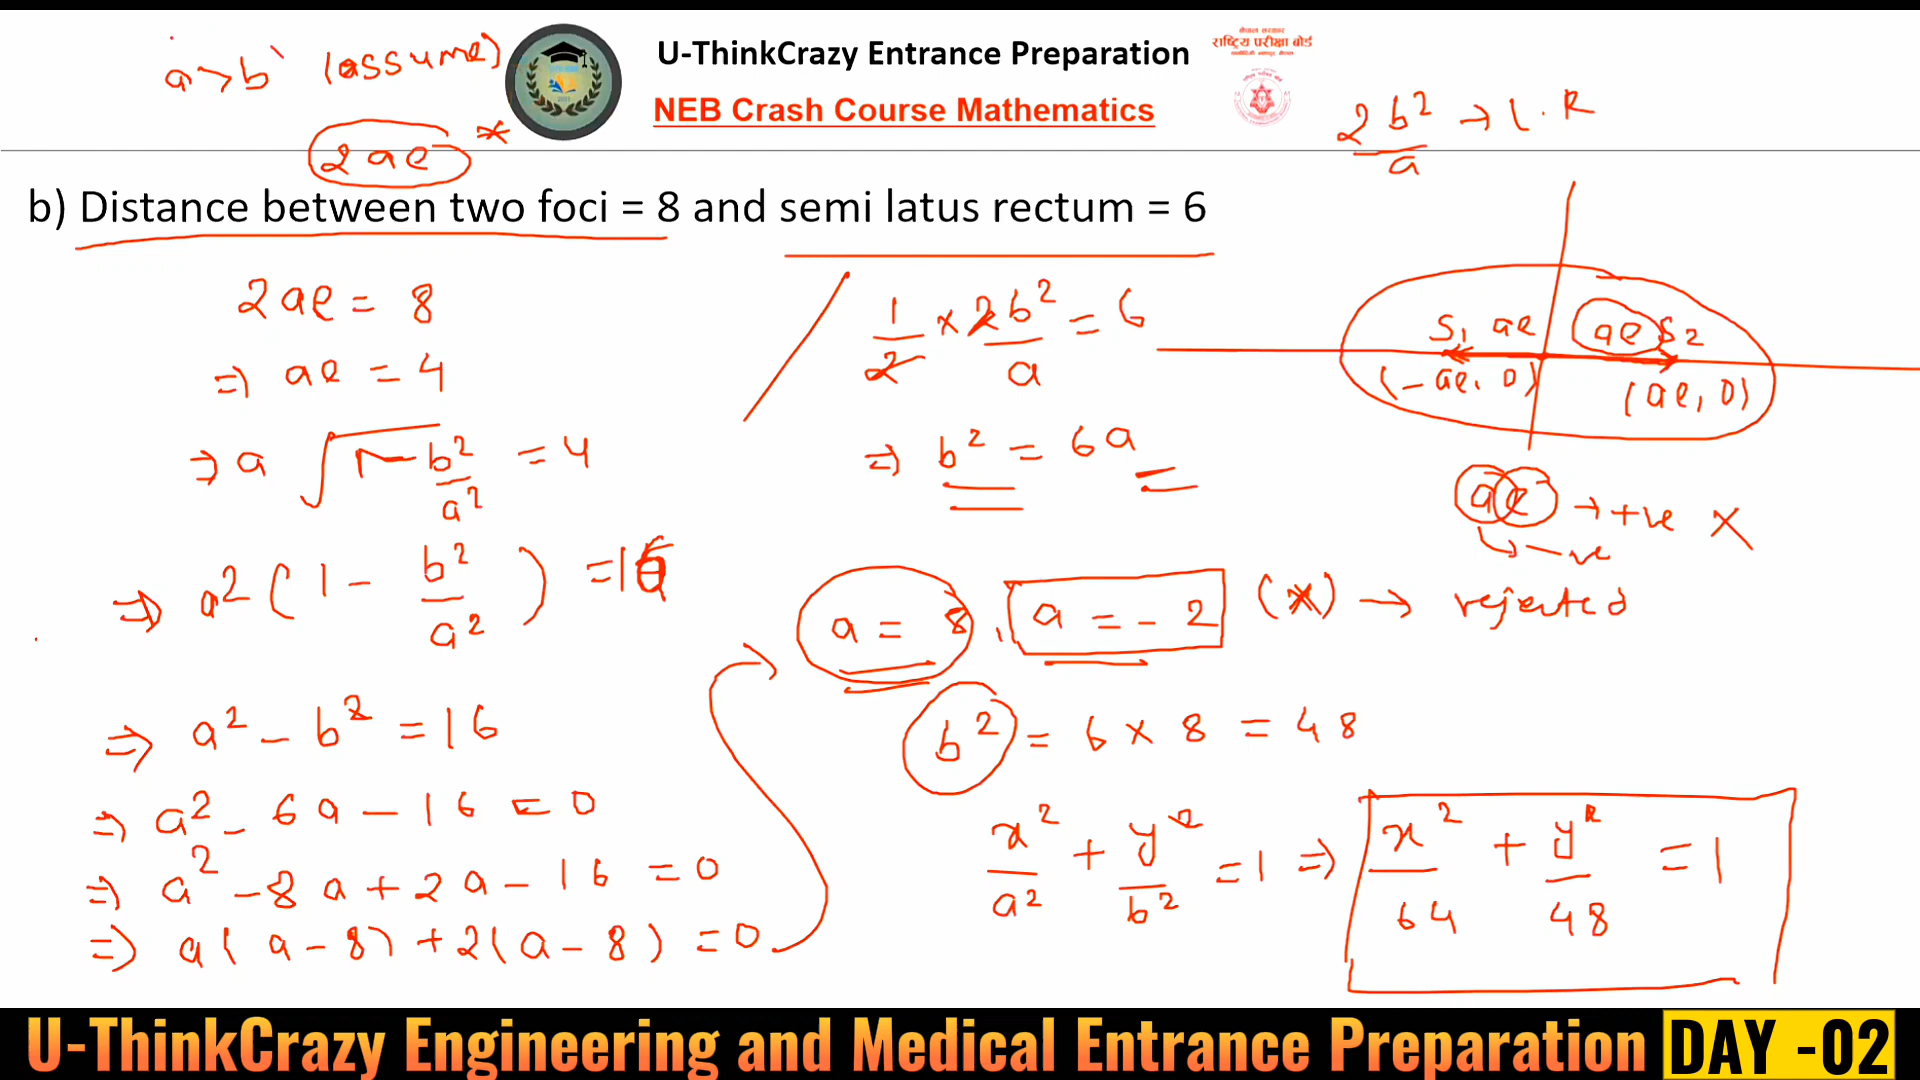 a > b (assume)
U-ThinkCrazy Entrance Preparation
राष्ट्रिय परीक्षा बोर्ड
NEB Crash Course Mathematics
2b²/a → L.R
2ae *
b) Distance between two foci = 8 and semi latus rectum = 6
2ae = 8
1/2 × 2b²/a = 6
S₁ ae ae S₂
(-ae, 0) (ae, 0)
⇒ ae = 4
⇒ a √(1 - b²/a²) = 4
⇒ b² = 6a
ae → +ve ×
↳ -ve
⇒ a² (1 - b²/a²) = 16
a = 8, a = -2 (×) → rejected
⇒ a² - b² = 16
b² = 6 × 8 = 48
⇒ a² - 6a - 16 = 0
⇒ a² - 8a + 2a - 16 = 0
⇒ a(a - 8) + 2(a - 8) = 0
x²/a² + y²/b² = 1 ⇒ x²/64 + y²/48 = 1
U-ThinkCrazy Engineering and Medical Entrance Preparation DAY -02